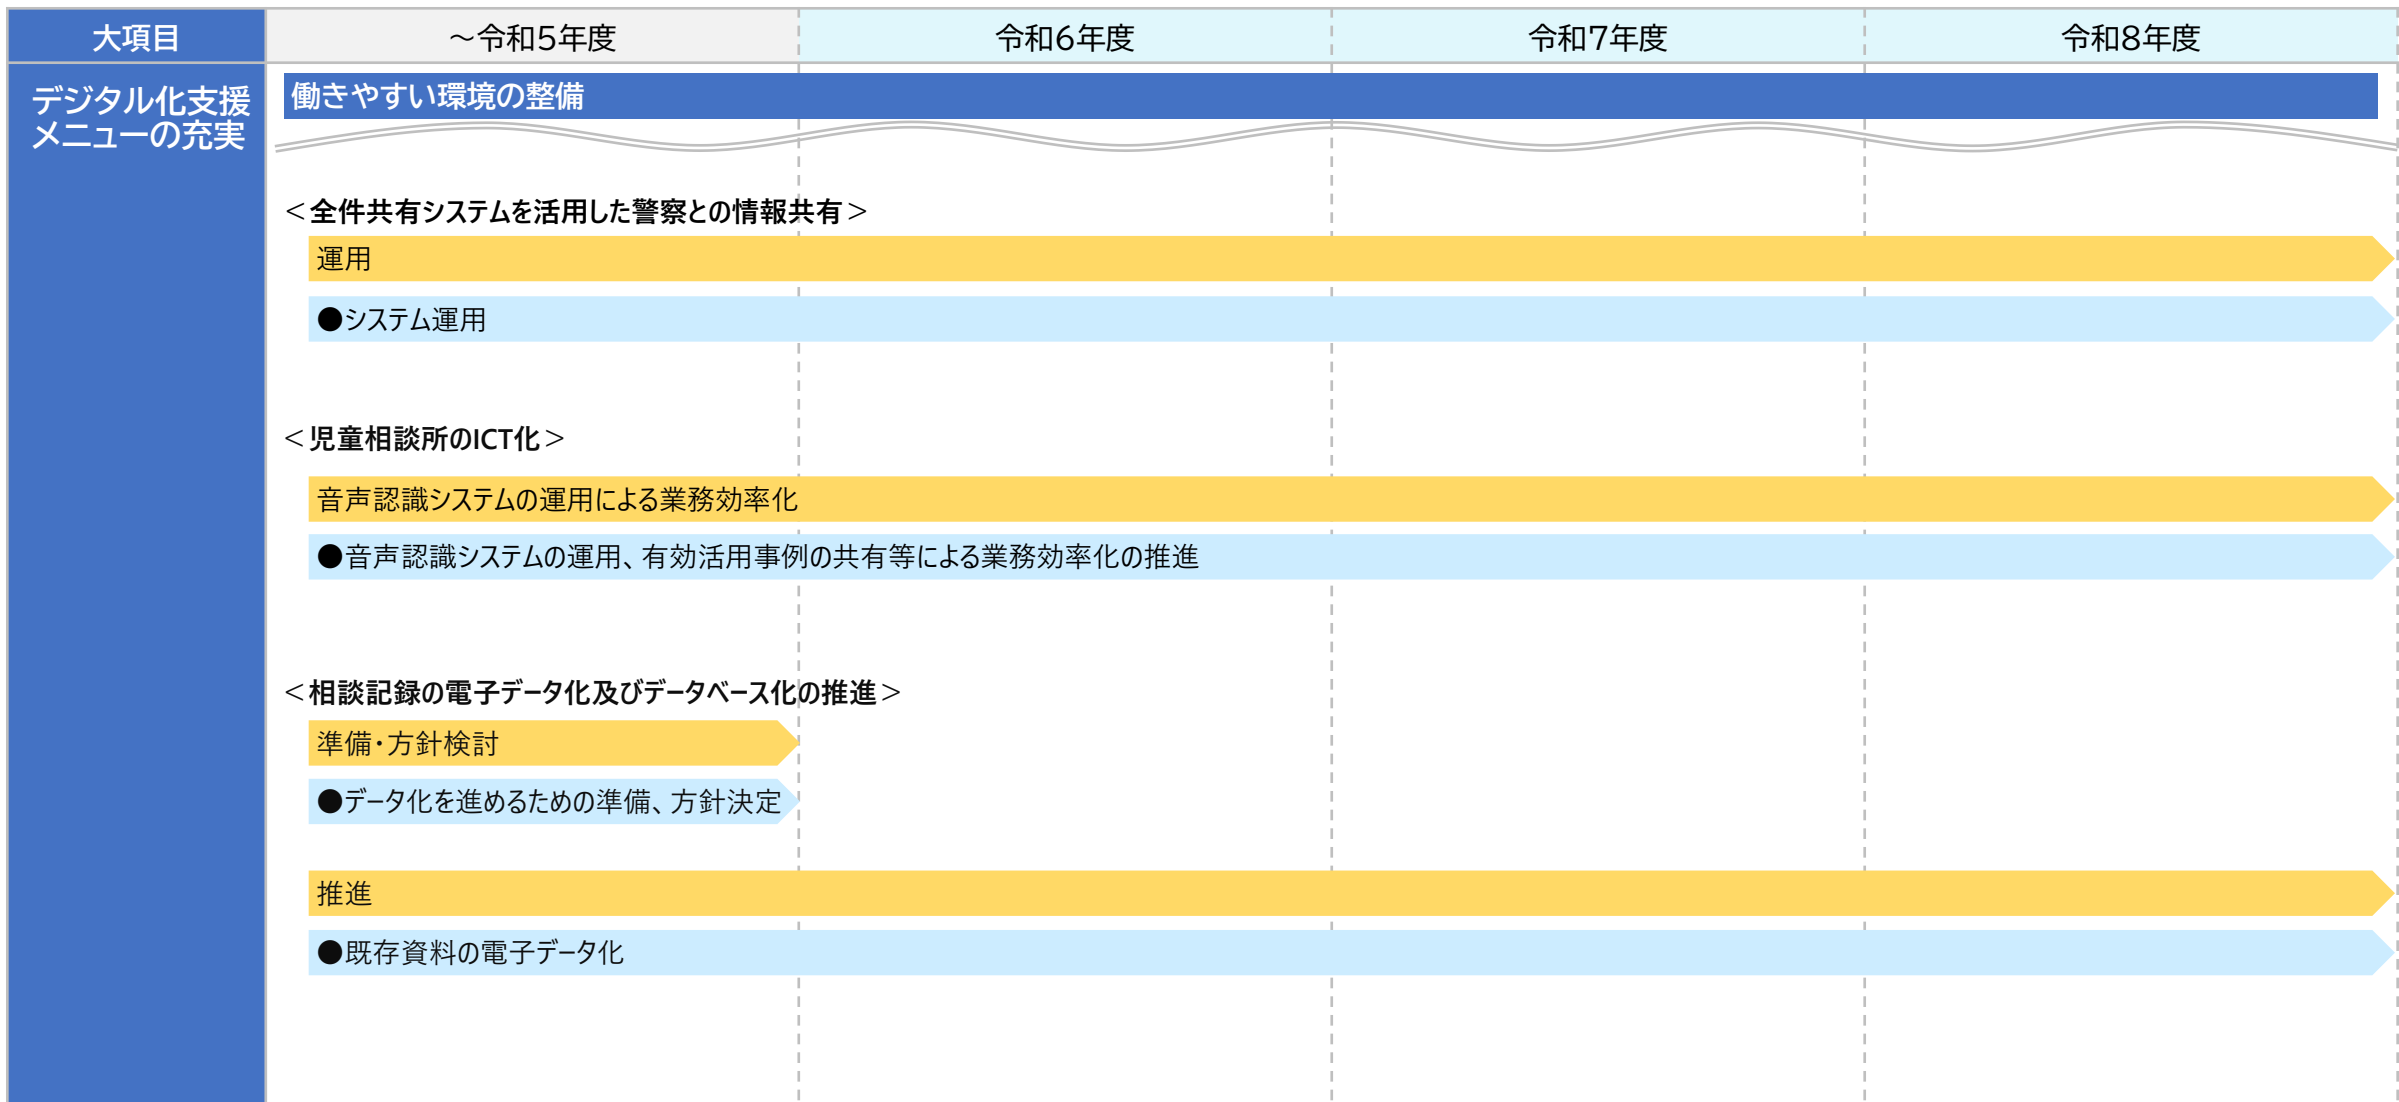 大項目
～令和5年度
令和6年度
令和7年度
令和8年度
デジタル化支援
メニューの充実
働きやすい環境の整備
＜全件共有システムを活用した警察との情報共有＞
運用
●システム運用
＜児童相談所のICT化＞
音声認識システムの運用による業務効率化
●音声認識システムの運用、有効活用事例の共有等による業務効率化の推進
＜相談記録の電子データ化及びデータベース化の推進＞
準備・方針検討
●データ化を進めるための準備、方針決定
推進
●既存資料の電子データ化